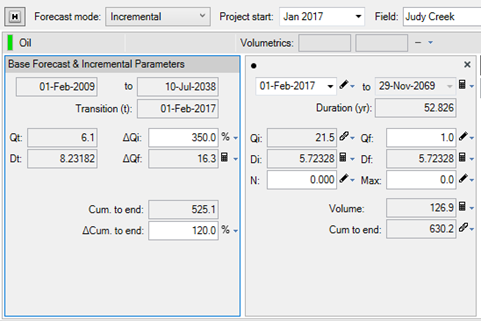 H Forecast mode: Incremental Project start: Jan 2017 Field: Judy Creek
Oil Volumetrics: –
Base Forecast & Incremental Parameters
01-Feb-2009 to 10-Jul-2038
Transition (t): 01-Feb-2017
Qt: 6.1 ΔQi: 350.0 %
Dt: 8.23182 ΔQf: 16.3
Cum. to end: 525.1
ΔCum. to end: 120.0 %
01-Feb-2017 to 29-Nov-2069
Duration (yr): 52.826
Qi: 21.5 Qf: 1.0
Di: 5.72328 Df: 5.72328
N: 0.000 Max: 0.0
Volume: 126.9
Cum to end: 630.2